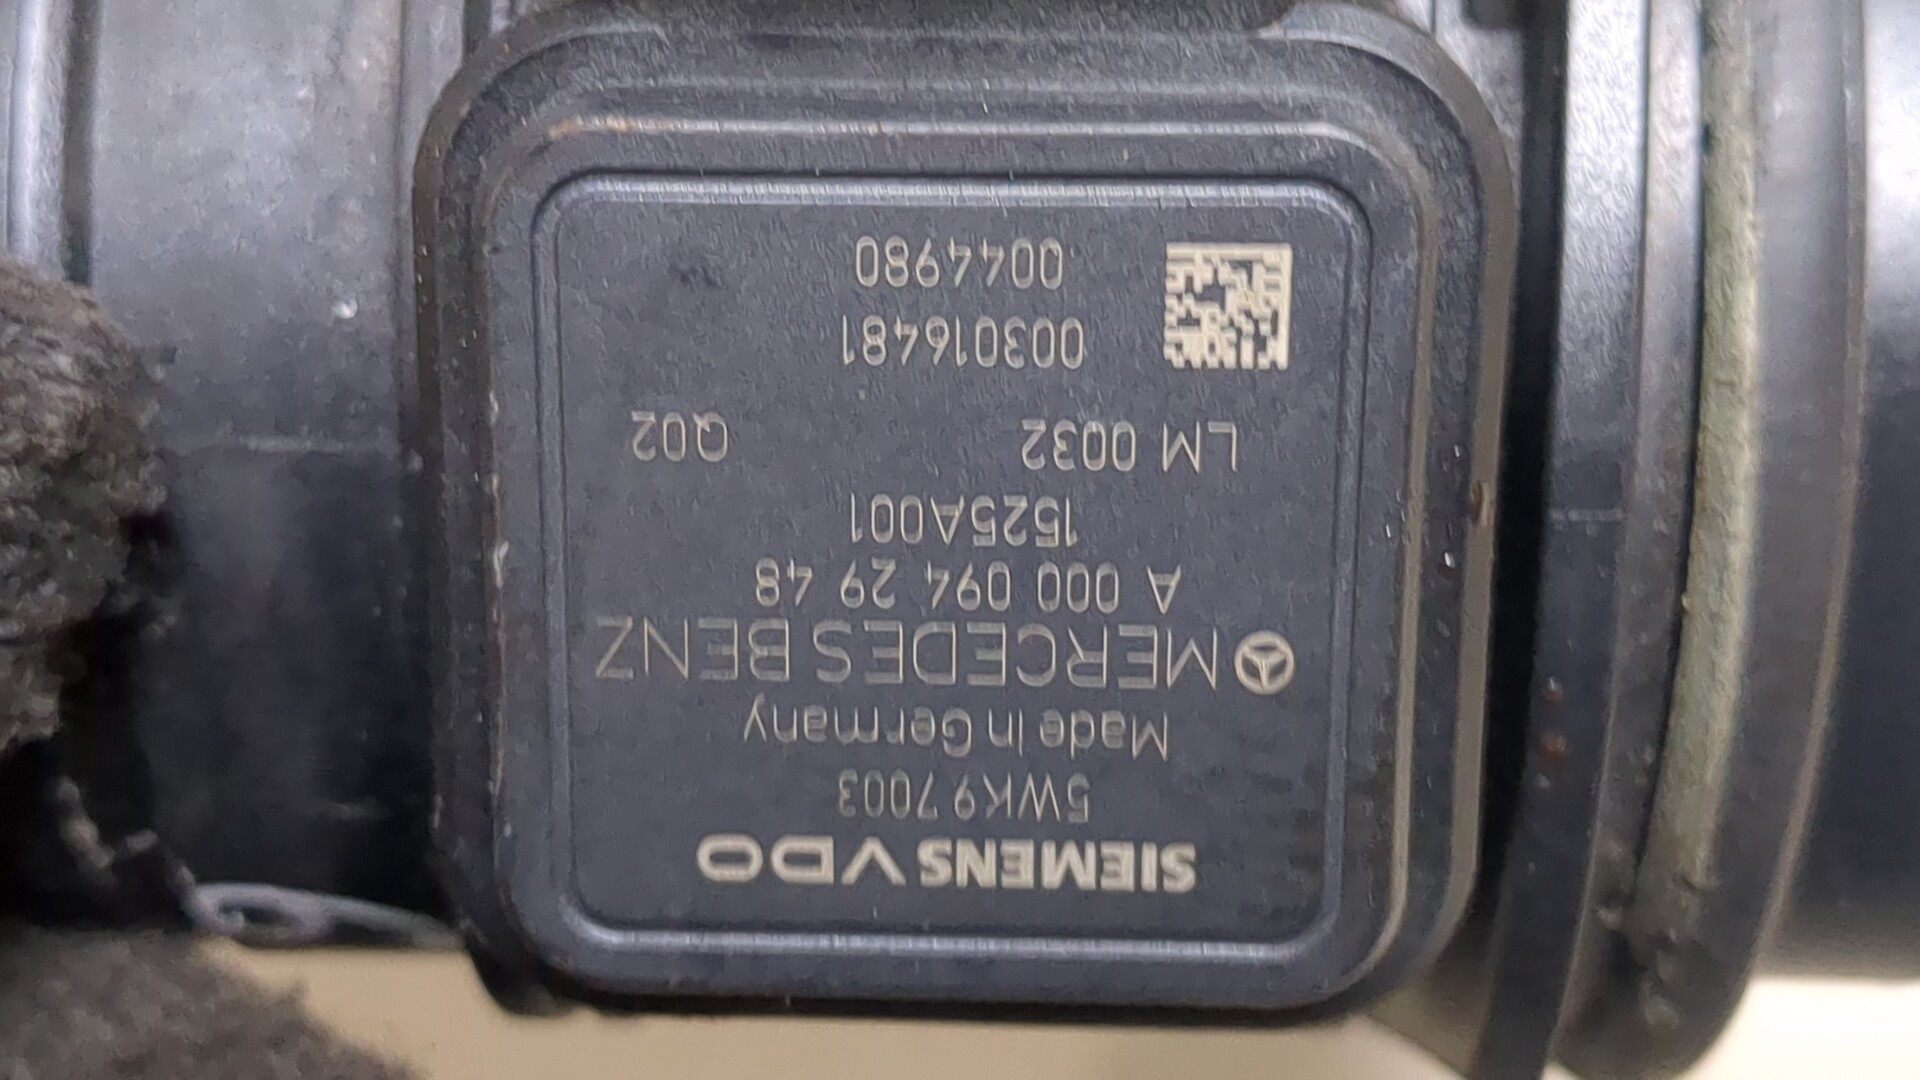 SIEMENS VDO
5WK9 7003
Made in Germany
MERCEDES BENZ
A 000 094 29 48
1525A001
LM 0032 Q02
003016481
0044980